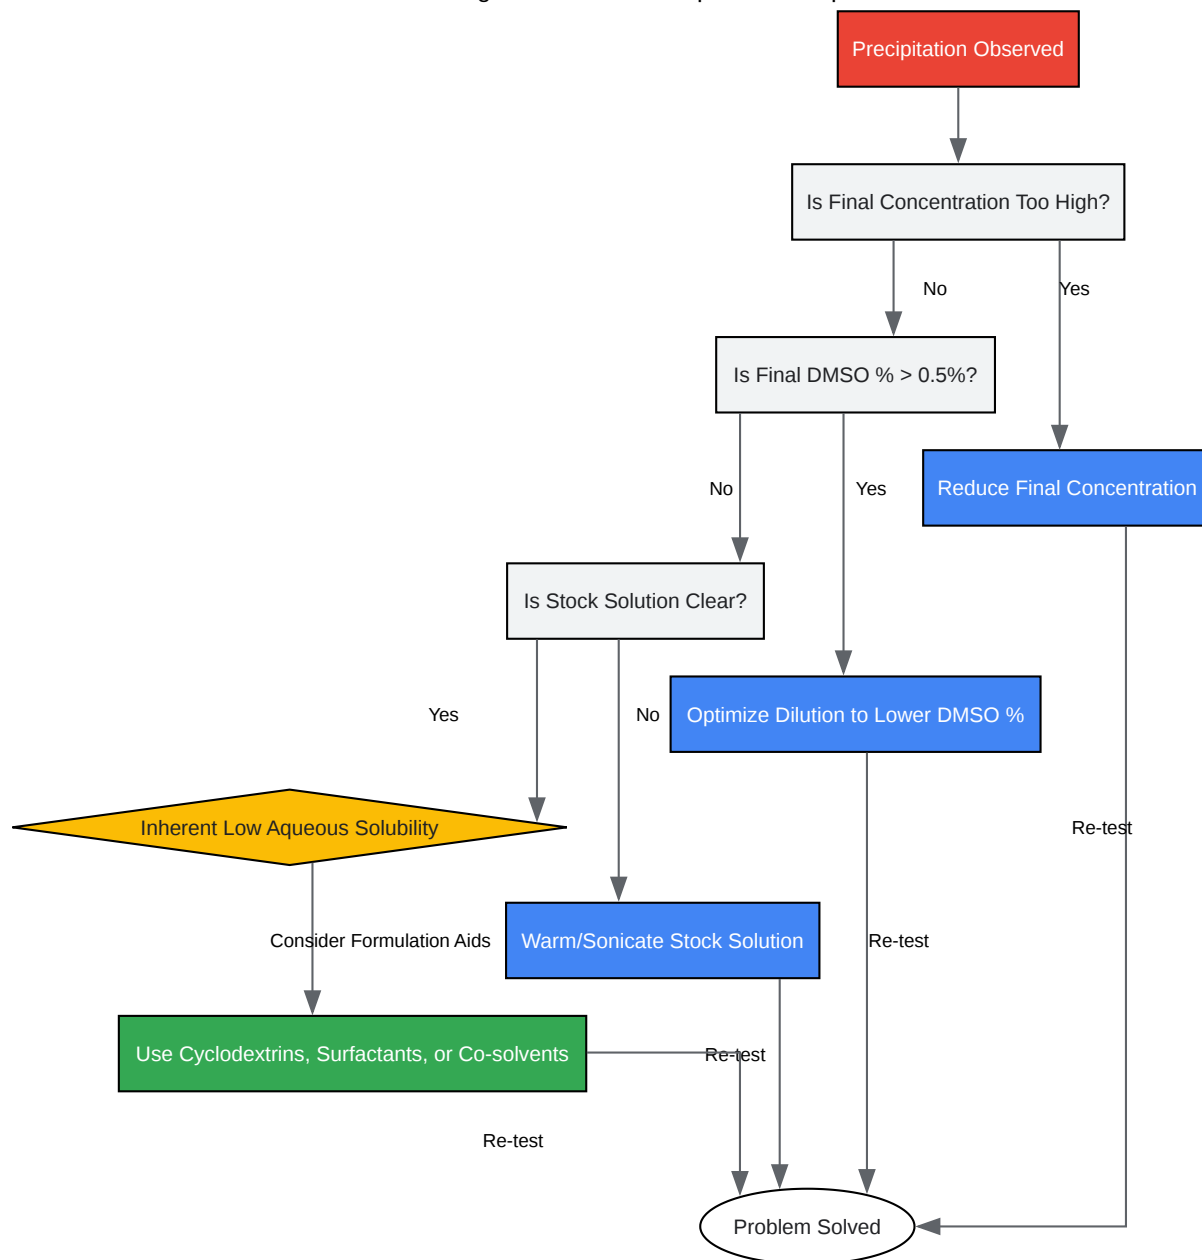 Precipitation Observed
Is Final Concentration Too High?
No
Yes
Is Final DMSO % > 0.5%?
No
Yes
Reduce Final Concentration
Is Stock Solution Clear?
Yes
No
Optimize Dilution to Lower DMSO %
Inherent Low Aqueous Solubility
Re-test
Consider Formulation Aids
Warm/Sonicate Stock Solution
Re-test
Use Cyclodextrins, Surfactants, or Co-solvents
Re-test
Re-test
Problem Solved